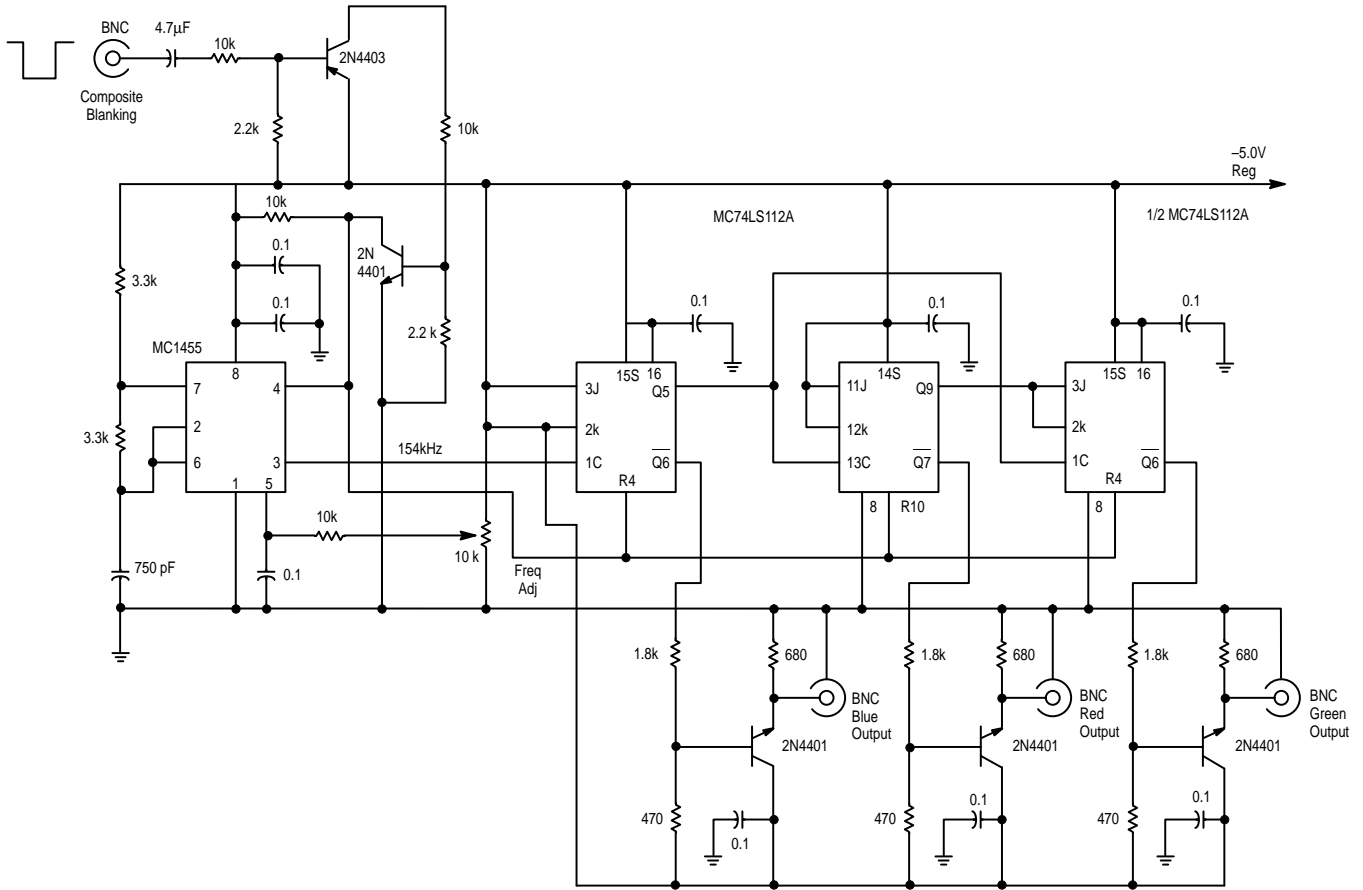 BNC
4.7μF
10k
2N4403
Composite
Blanking
2.2k
10k
–5.0V
Reg
10k
MC74LS112A
1/2 MC74LS112A
0.1
2N
4401
3.3k
0.1
0.1
0.1
0.1
2.2 k
MC1455
8
15S
16
14S
15S
16
7
4
3J
Q5
11J
Q9
3J
3.3k
2
2k
12k
2k
154kHz
6
3
1C
Q6
13C
Q7
1C
Q6
1
5
R4
R4
8
R10
8
10k
10 k
750 pF
0.1
Freq
Adj
1.8k
680
1.8k
680
1.8k
680
BNC
Blue
Output
BNC
Red
Output
BNC
Green
Output
2N4401
2N4401
2N4401
470
0.1
470
0.1
470
0.1